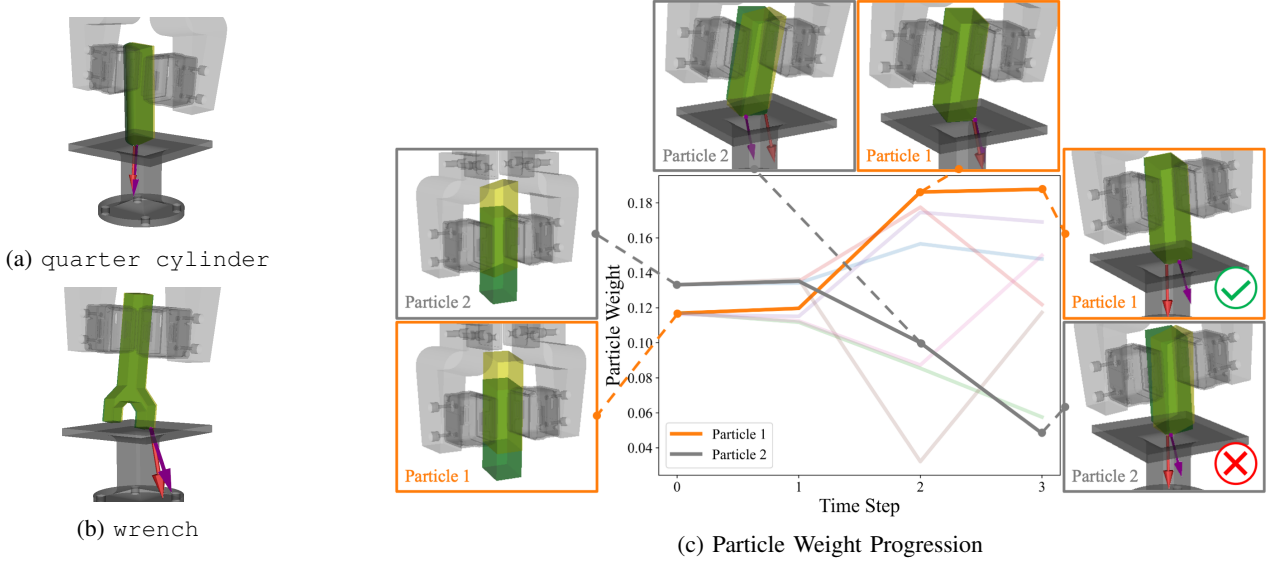 (a) quarter cylinder
(b) wrench
Particle 2
Particle 1
Particle 2
Particle 1
Particle 1
Particle 2
Particle Weight
0.18
0.16
0.14
0.12
0.10
0.08
0.06
0.04
Particle 1
Particle 2
0
1
2
3
Time Step
(c) Particle Weight Progression